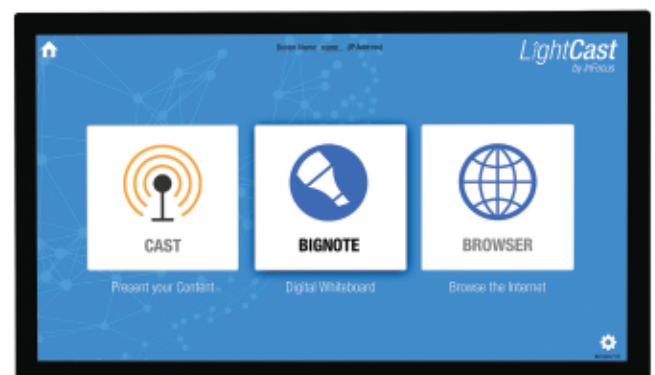 LightCast
by InFocus
CAST
BIGNOTE
BROWSER
Present your Content
Digital Whiteboard
Browse the Internet